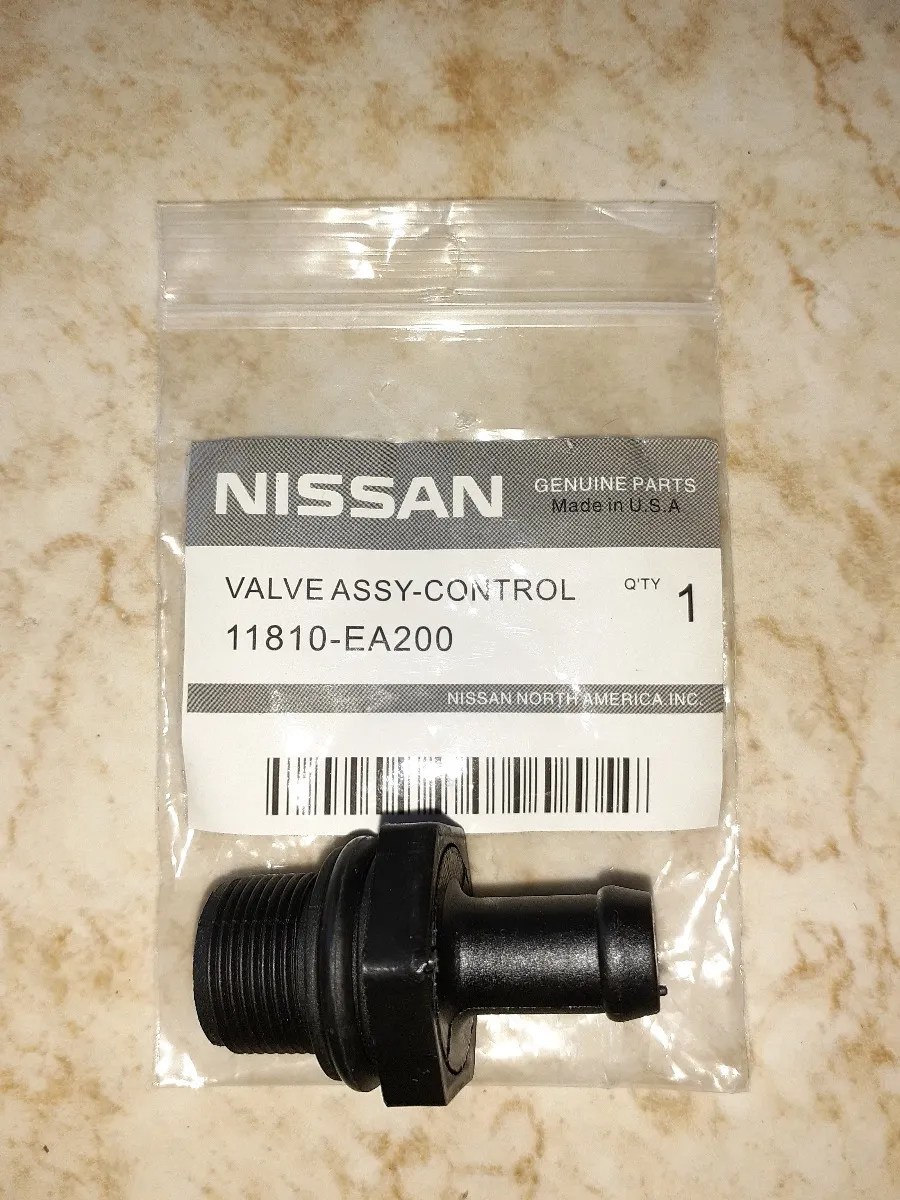 NISSAN
GENUINE PARTS
Made in U.S.A
VALVE ASSY-CONTROL
Q'TY 1
11810-EA200
NISSAN NORTH AMERICA.INC.